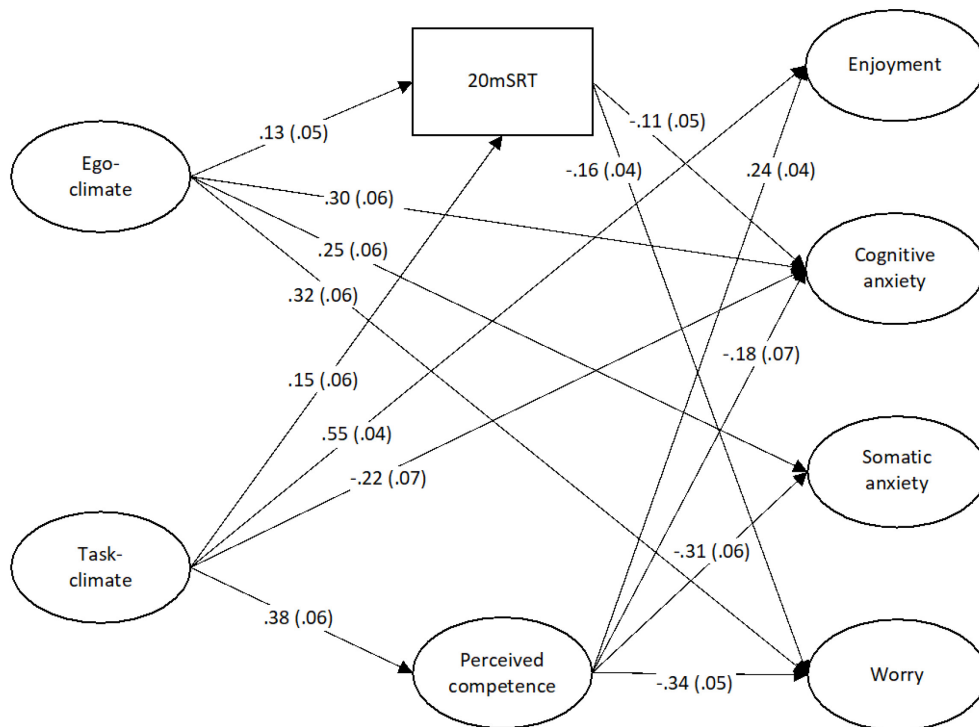 Enjoyment
20mSRT
-.11 (.05)
.13 (.05)
Ego-
climate
-.16 (.04)
.24 (.04)
.30 (.06)
.25 (.06)
Cognitive
anxiety
.32 (.06)
-.18 (.07)
.15 (.06)
.55 (.04)
-.22 (.07)
Somatic
anxiety
Task-
climate
-.31 (.06)
.38 (.06)
Perceived
competence
-.34 (.05)
Worry